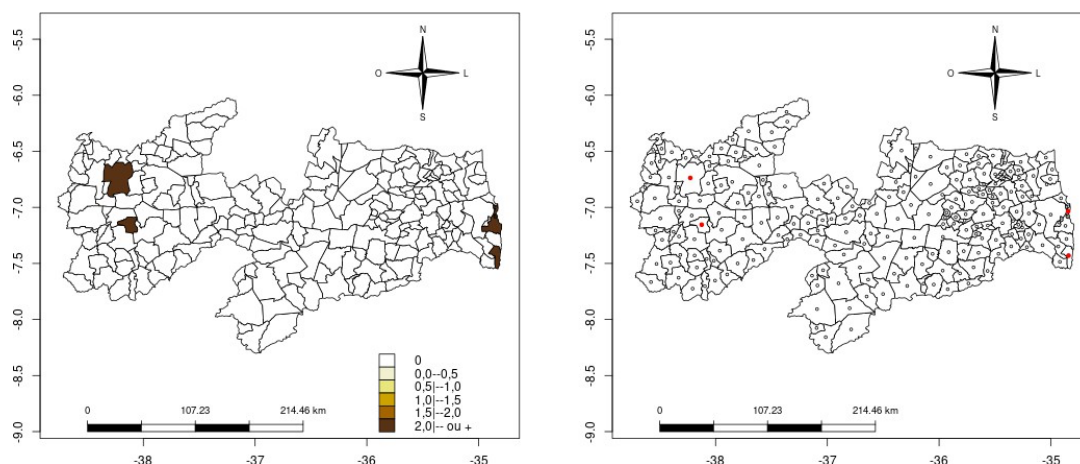 N
O L
S
-5.5
-6.0
-6.5
-7.0
-7.5
-8.0
-8.5
-9.0
0
0,0--0,5
0,5|--1,0
1,0|--1,5
1,5|--2,0
2,0|-- ou +
0 107.23 214.46 km
-38 -37 -36 -35
N
O L
S
-5.5
-6.0
-6.5
-7.0
-7.5
-8.0
-8.5
-9.0
0 107.23 214.46 km
-38 -37 -36 -35